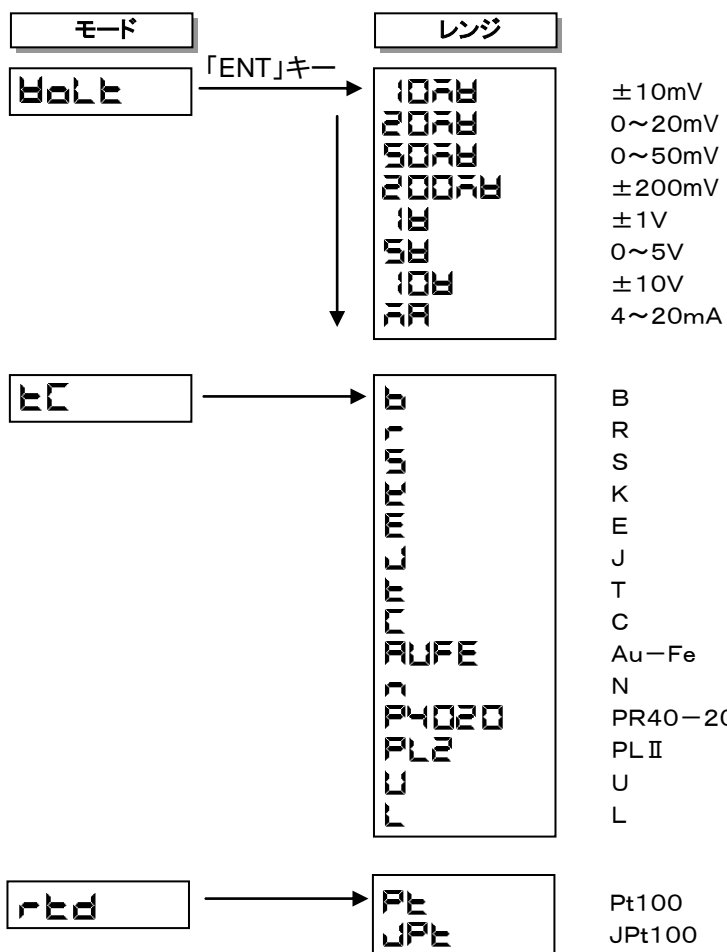 モード
レンジ
VoLt 「ENT」キー 10mV ±10mV
20mV 0～20mV
50mV 0～50mV
200mV ±200mV
1V ±1V
5V 0～5V
10V ±10V
mA 4～20mA
tC b B
r R
S S
K K
E E
J J
t T
C C
AUFE Au－Fe
n N
P4020 PR40－20
PL2 PLⅡ
U U
L L
rtd Pt Pt100
JPt JPt100